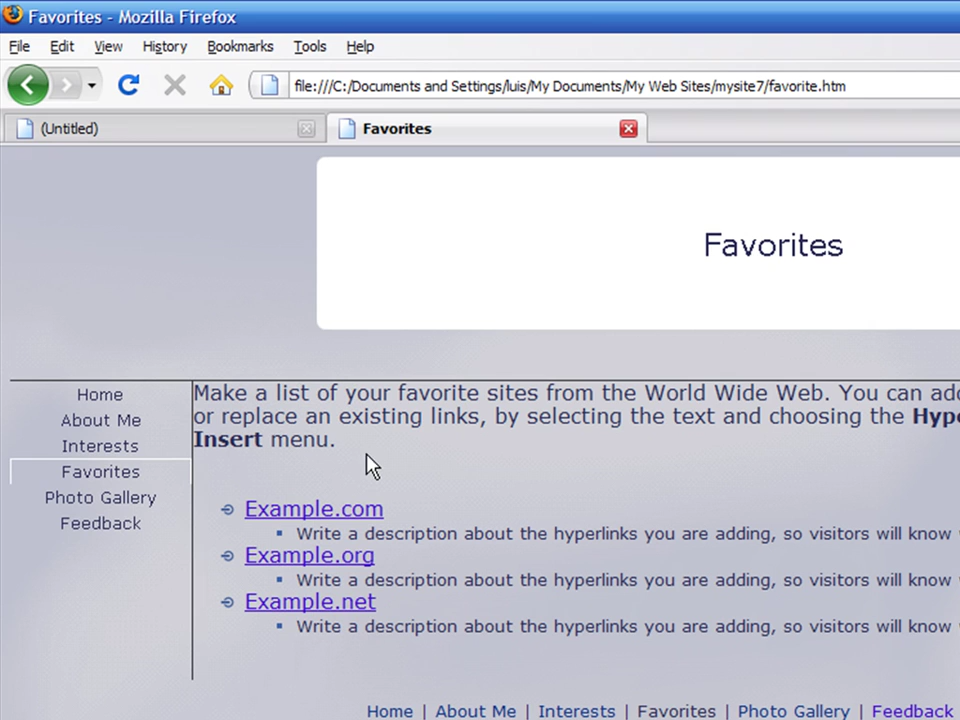 Favorites - Mozilla Firefox
File Edit View History Bookmarks Tools Help
file:///C:/Documents and Settings/luis/My Documents/My Web Sites/mysite7/favorite.htm
(Untitled) Favorites
Favorites
Home
About Me
Interests
Favorites
Photo Gallery
Feedback
Make a list of your favorite sites from the World Wide Web. You can
or replace an existing links, by selecting the text and choosing the
Insert menu.
Example.com
Write a description about the hyperlinks you are adding, so visitors will know
Example.org
Write a description about the hyperlinks you are adding, so visitors will know
Example.net
Write a description about the hyperlinks you are adding, so visitors will know
Home | About Me | Interests | Favorites | Photo Gallery | Feedback